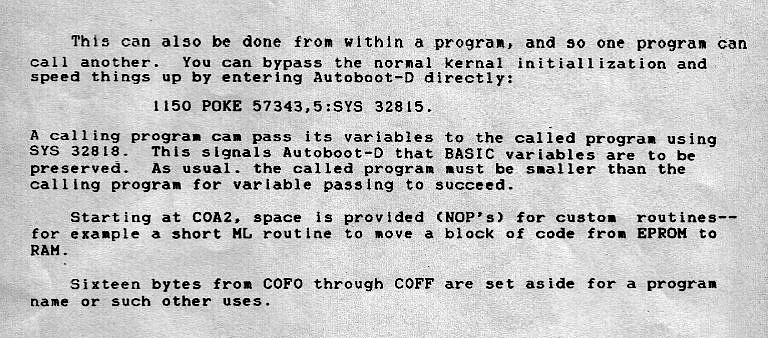 This can also be done from within a program, and so one program can
call another. You can bypass the normal kernal initiallization and
speed things up by entering Autoboot-D directly:
1150 POKE 57343,5:SYS 32815.
A calling program can pass its variables to the called program using
SYS 32818. This signals Autoboot-D that BASIC variables are to be
preserved. As usual. the called program must be smaller than the
calling program for variable passing to succeed.
Starting at COA2, space is provided (NOP's) for custom routines--
for example a short ML routine to move a block of code from EPROM to
RAM.
Sixteen bytes from COFO through COFF are set aside for a program
name or such other uses.